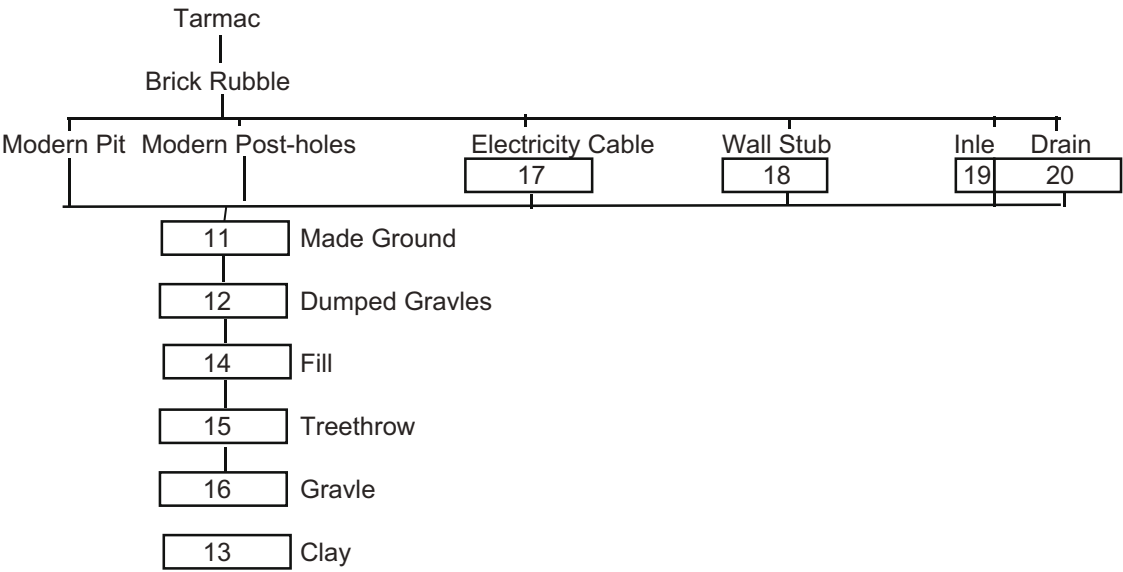 Tarmac
Brick Rubble
Modern Pit Modern Post-holes Electricity Cable Wall Stub Inle Drain
17 18 19 20
11 Made Ground
12 Dumped Gravles
14 Fill
15 Treethrow
16 Gravle
13 Clay